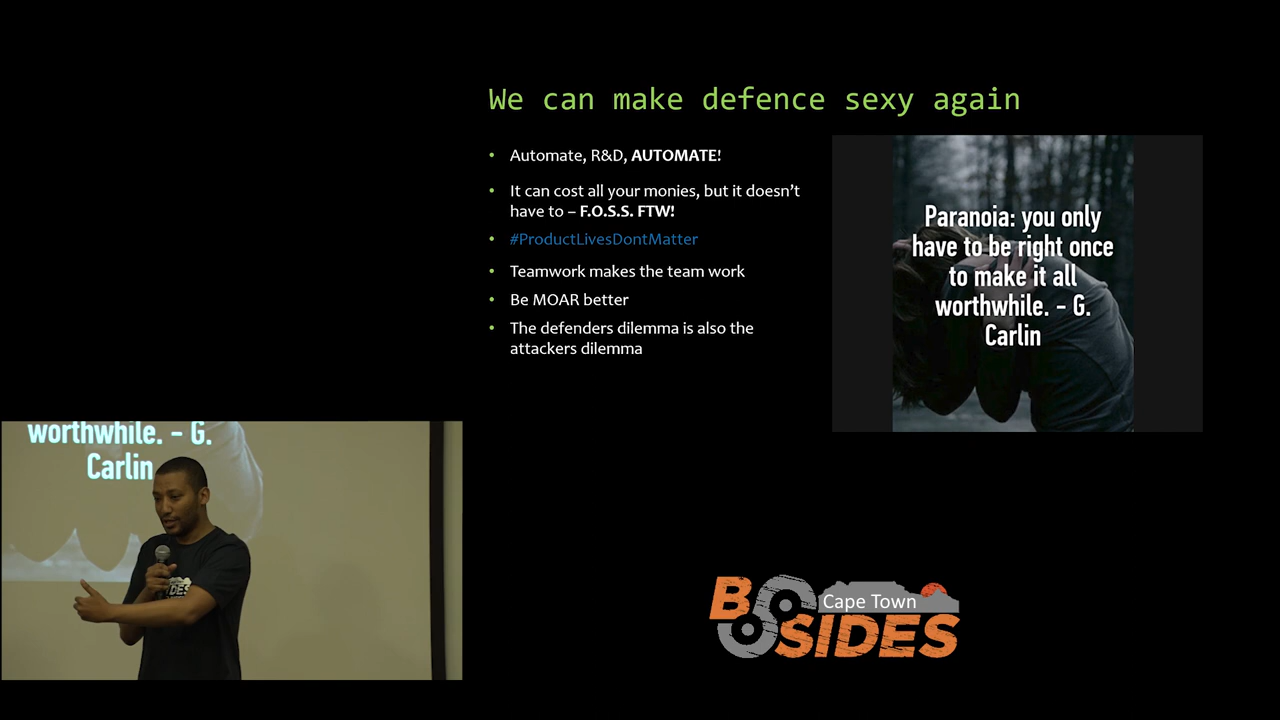 We can make defence sexy again
• Automate, R&D, AUTOMATE!
• It can cost all your monies, but it doesn't
have to – F.O.S.S. FTW!
• #ProductLivesDontMatter
• Teamwork makes the team work
• Be MOAR better
• The defenders dilemma is also the
attackers dilemma
Paranoia: you only
have to be right once
to make it all
worthwhile. - G.
Carlin
worthwhile. - G.
Carlin
SIDES
B SIDES
Cape Town